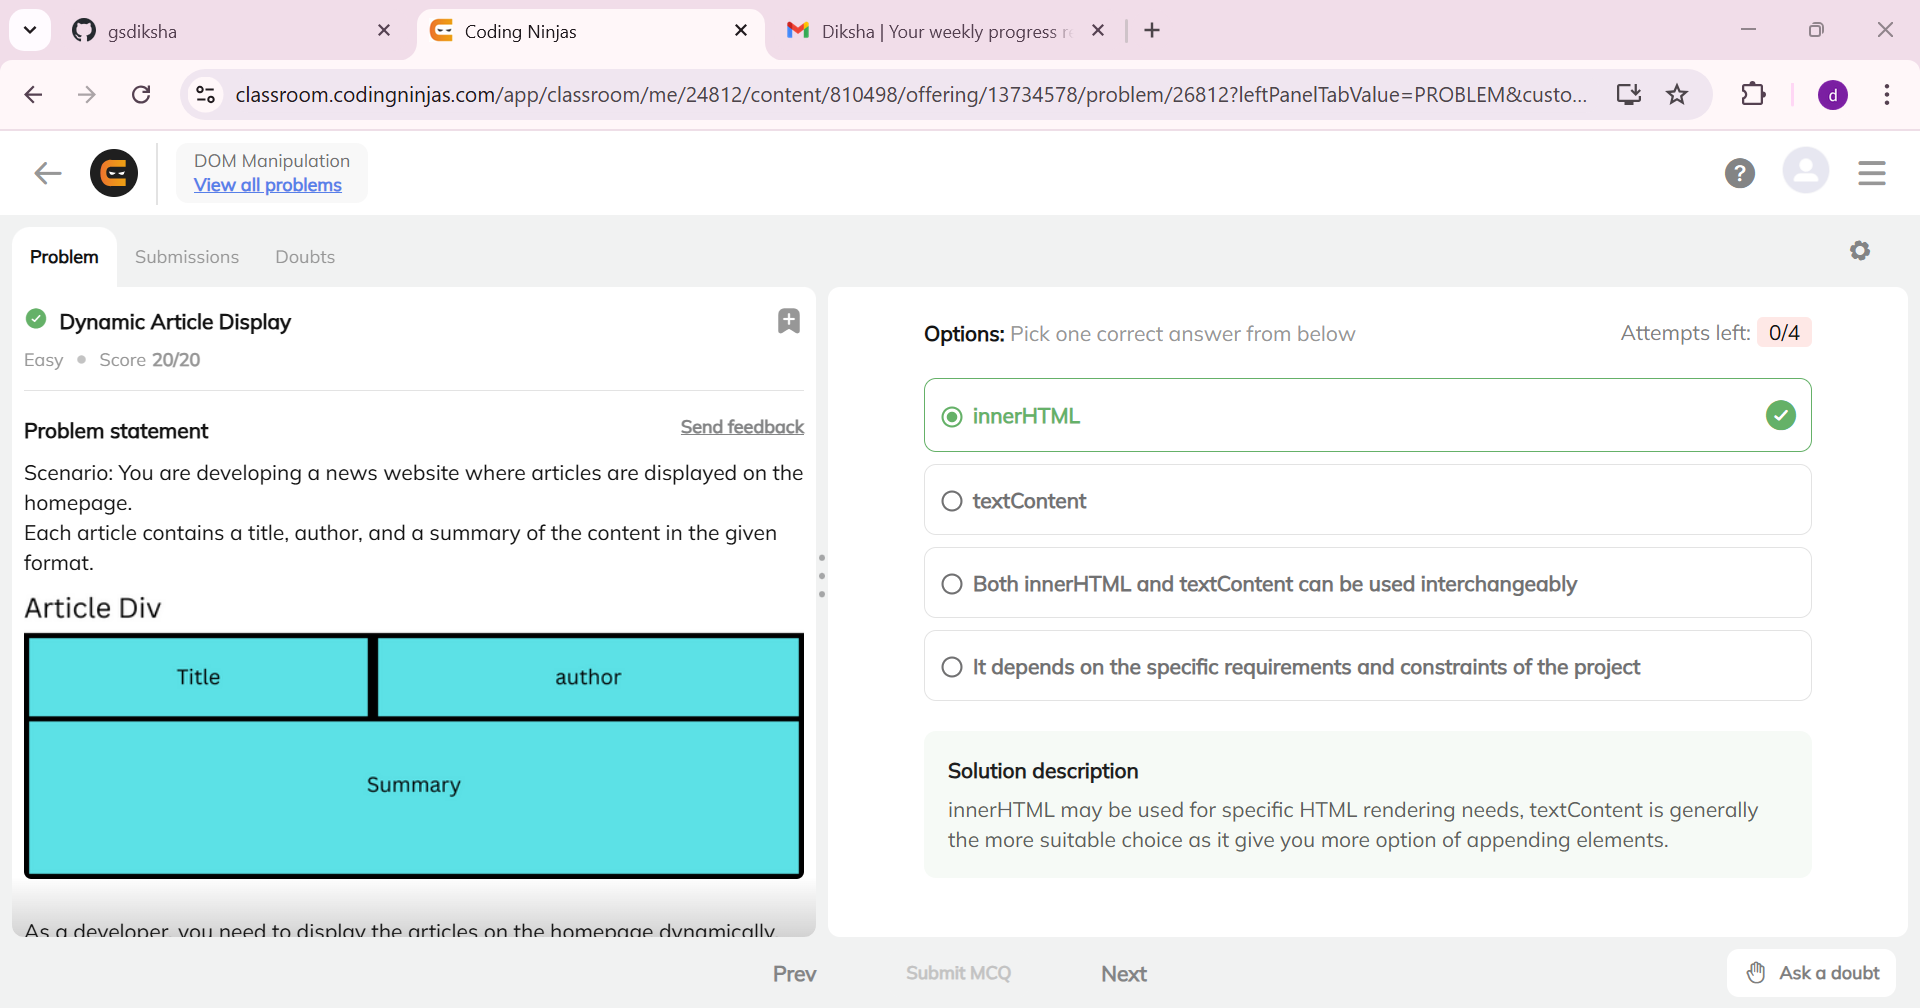 gsdiksha
Coding Ninjas
Diksha | Your weekly progress r
classroom.codingninjas.com/app/classroom/me/24812/content/810498/offering/13734578/problem/26812?leftPanelTabValue=PROBLEM&custo...
d
DOM Manipulation
View all problems
?
Problem
Submissions
Doubts
Dynamic Article Display
Easy
Score 20/20
Problem statement
Send feedback
Scenario: You are developing a news website where articles are displayed on the
homepage.
Each article contains a title, author, and a summary of the content in the given
format.
Article Div
Title
author
Summary
As a developer, you need to display the articles on the homepage dynamically.
Options: Pick one correct answer from below
Attempts left: 0/4
innerHTML
textContent
Both innerHTML and textContent can be used interchangeably
It depends on the specific requirements and constraints of the project
Solution description
innerHTML may be used for specific HTML rendering needs, textContent is generally
the more suitable choice as it give you more option of appending elements.
Prev
Submit MCQ
Next
Ask a doubt